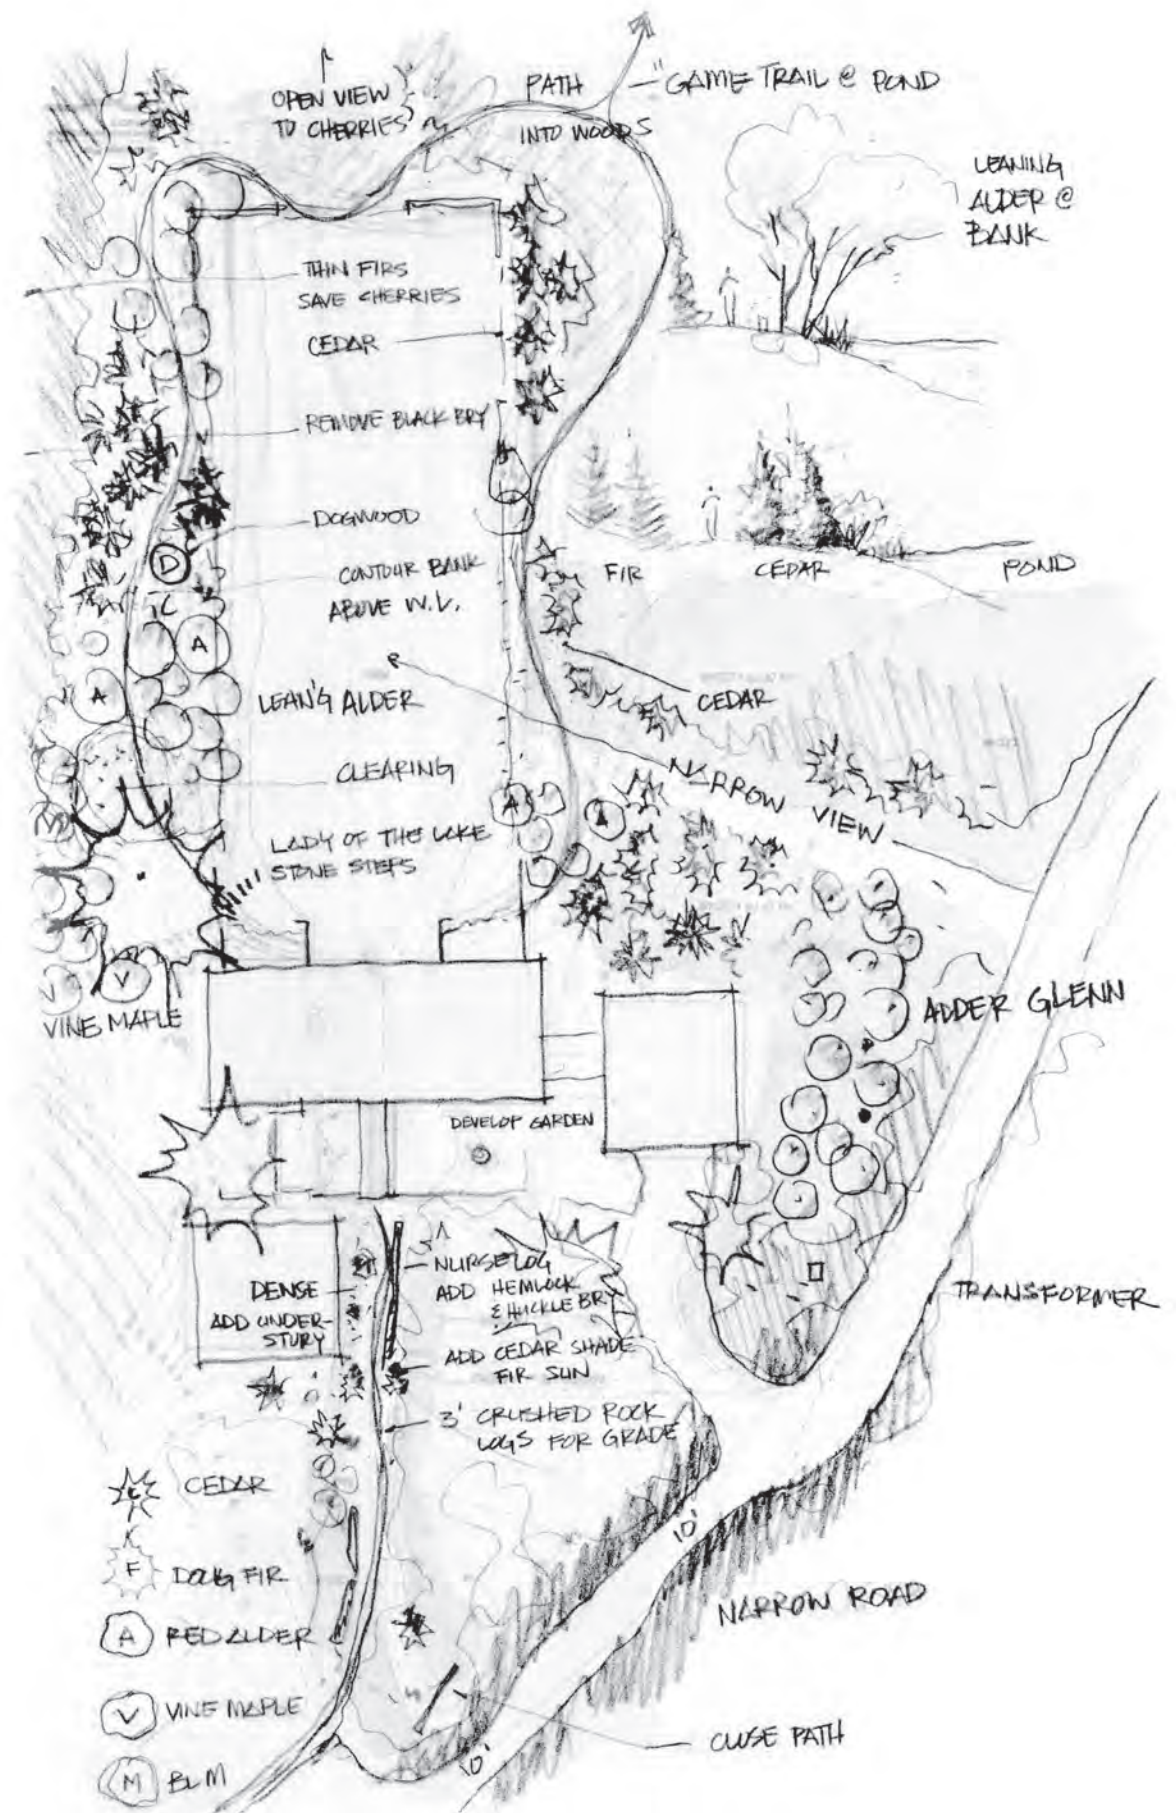 OPEN VIEW
TO CHERRIES
PATH
INTO WOODS
"GAME TRAIL @ POND
LEANING
ALDER @
BANK
THIN FIRS
SAVE CHERRIES
CEDAR
REMOVE BLACK BRY
DOGWOOD
D
CONTOUR BANK
ABOVE W.V.
FIR
CEDAR
POND
A
A
LEAN'G ALDER
CEDAR
CLEARING
NARROW VIEW
A
A
M
LADY OF THE LAKE
STONE STEPS
V
V
VINE MAPLE
ADDER GLENN
DEVELOP GARDEN
NURSE LOG
ADD HEMLOCK
& HUCKLE BRY
DENSE
ADD UNDER-
STURY
ADD CEDAR SHADE
FIR SUN
TRANSFORMER
3' CRUSHED ROCK
LOGS FOR GRADE
C CEDAR
10'
F DOUG FIR
NARROW ROAD
A RED ALDER
V VINE MAPLE
CLOSE PATH
10'
M BLM